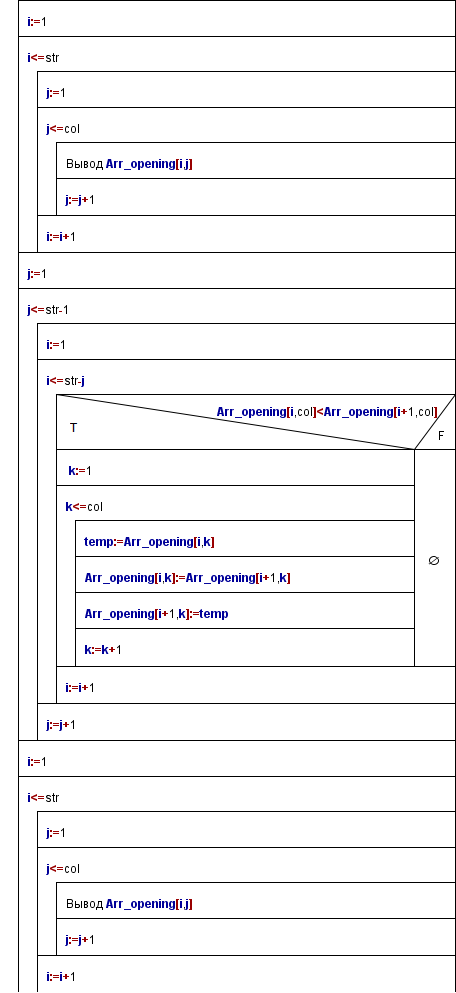 i:=1
i<=str
j:=1
j<=col
Вывод Arr_opening[i,j]
j:=j+1
i:=i+1
j:=1
j<=str-1
i:=1
i<=str-j
Arr_opening[i,col]<Arr_opening[i+1,col]
T
F
k:=1
k<=col
temp:=Arr_opening[i,k]
∅
Arr_opening[i,k]:=Arr_opening[i+1,k]
Arr_opening[i+1,k]:=temp
k:=k+1
i:=i+1
j:=j+1
i:=1
i<=str
j:=1
j<=col
Вывод Arr_opening[i,j]
j:=j+1
i:=i+1